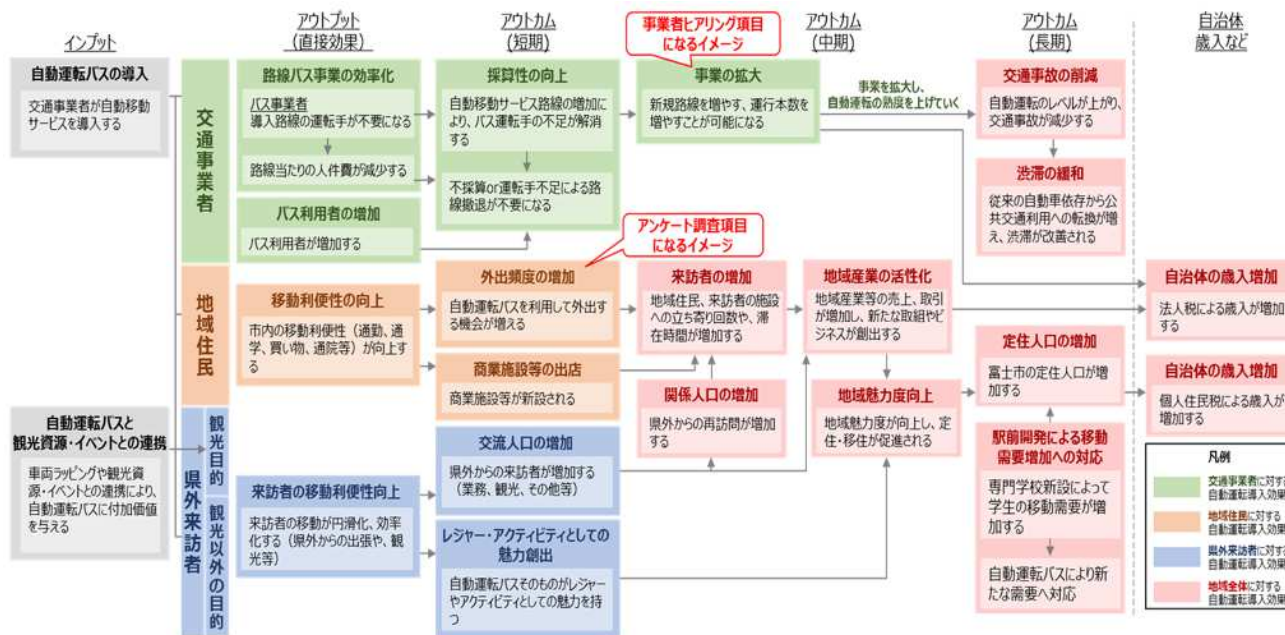 インプット
アウトプット
(直接効果)
アウトカム
(短期)
事業者ヒアリング項目
になるイメージ
アウトカム
(中期)
アウトカム
(長期)
自治体
歳入など
自動運転バスの導入
交通事業者が自動移動
サービスを導入する
交通事業者
路線バス事業の効率化
バス事業者
導入路線の運転手が不要になる
路線当たりの人件費が減少する
バス利用者の増加
バス利用者が増加する
採算性の向上
自動移動サービス路線の増加に
より、バス運転手の不足が解消
する
不採算or運転手不足による路
線撤退が不要になる
事業の拡大
新規路線を増やす、運行本数を
増やすことが可能になる
事業を拡大し、
自動運転の熟度を上げていく
交通事故の削減
自動運転のレベルが上がり、
交通事故が減少する
渋滞の緩和
従来の自動車依存から公
共交通利用への転換が増
え、渋滞が改善される
アンケート調査項目
になるイメージ
地域住民
移動利便性の向上
市内の移動利便性（通勤、通
学、買い物、通院等）が向上す
る
外出頻度の増加
自動運転バスを利用して外出す
る機会が増える
商業施設等の出店
商業施設等が新設される
来訪者の増加
地域住民、来訪者の施設
への立ち寄り回数や、滞
在時間が増加する
関係人口の増加
県外からの再訪問が増加
する
地域産業の活性化
地域産業等の売上、取引
が増加し、新たな取組やビ
ジネスが創出する
地域魅力度向上
地域魅力度が向上し、定
住・移住が促進される
定住人口の増加
富士市の定住人口が増
加する
駅前開発による移動
需要増加への対応
専門学校新設によって
学生の移動需要が増
加する
自動運転バスにより新
たな需要へ対応
自治体の歳入増加
法人税による歳入が増加
する
自治体の歳入増加
個人住民税による歳入が
増加する
自動運転バスと
観光資源・イベントとの連携
車両ラッピングや観光資
源・イベントとの連携により、
自動運転バスに付加価値
を与える
県外来訪者
観光目的
観光以外の目的
来訪者の移動利便性向上
来訪者の移動が円滑化、効率
化する（県外からの出張や、観
光等）
交流人口の増加
県外からの来訪者が増加する
（業務、観光、その他等）
レジャー・アクティビティとしての
魅力創出
自動運転バスそのものがレジャー
やアクティビティとしての魅力を持
つ
凡例
交通事業者に対す
自動運転導入効果
地域住民に対する
自動運転導入効果
県外来訪者に対す
自動運転導入効果
地域全体に対する
自動運転導入効果